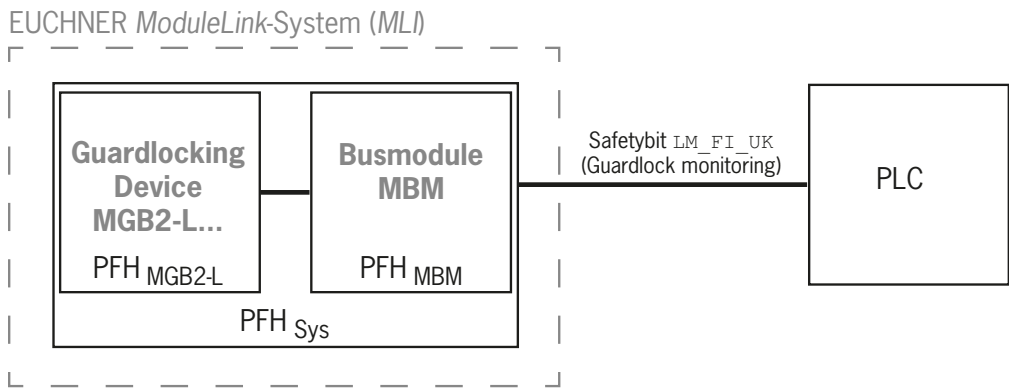 EUCHNER ModuleLink-System (MLI)
Guardlocking
Device
MGB2-L...
PFH MGB2-L
Busmodule
MBM
PFH MBM
PFH Sys
Safetybit LM_FI_UK
(Guardlock monitoring)
PLC